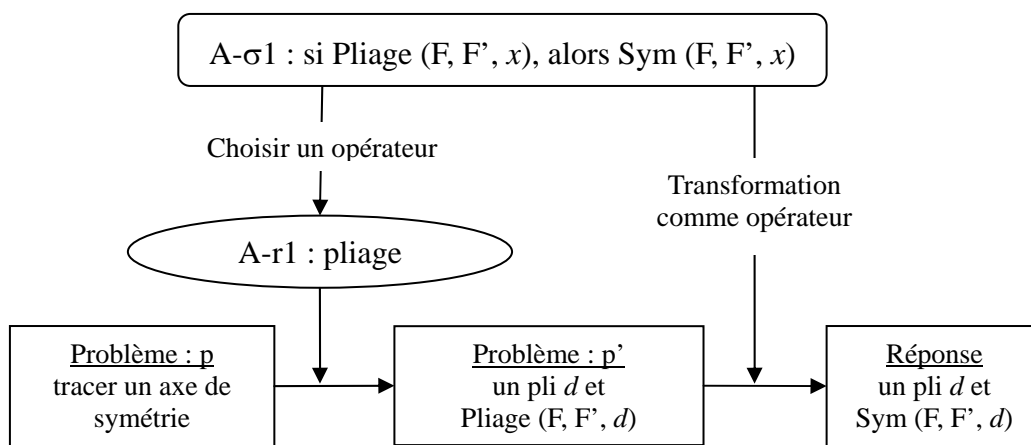 A-σ1 : si Pliage (F, F’, x), alors Sym (F, F’, x)
Choisir un opérateur
Transformation
comme opérateur
A-r1 : pliage
Problème : p
tracer un axe de
symétrie
Problème : p’
un pli d et
Pliage (F, F’, d)
Réponse
un pli d et
Sym (F, F’, d)